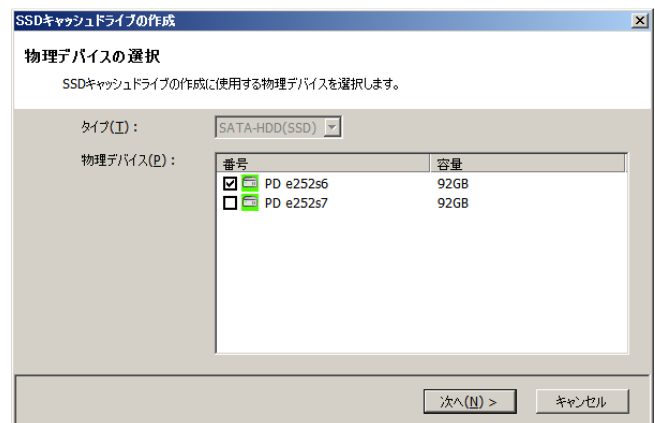 SSDキャッシュドライブの作成
物理デバイスの選択
SSDキャッシュドライブの作成に使用する物理デバイスを選択します。
タイプ(T)： SATA-HDD(SSD)
物理デバイス(P)：
番号 容量
PD e252s6 92GB
PD e252s7 92GB
次へ(N) > キャンセル